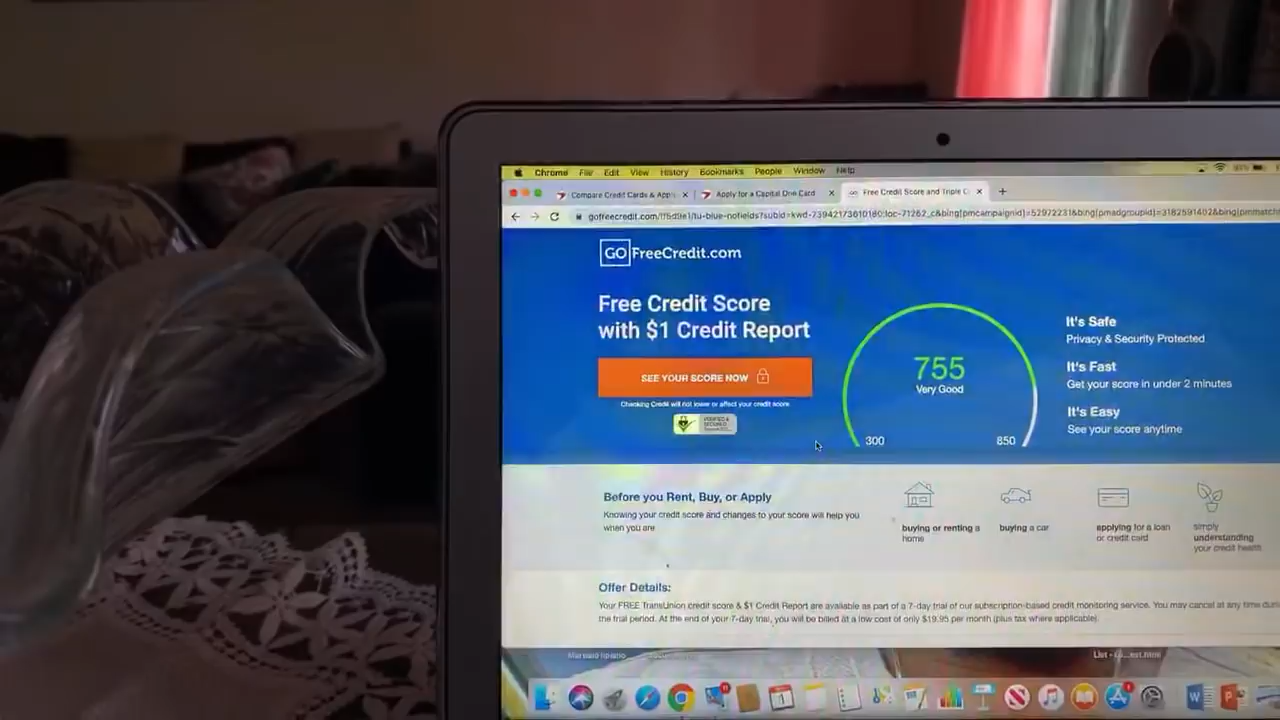 Chrome File Edit View History Bookmarks People Window Help
Compare Credit Cards & App
Apply for a Capital One Card
Free Credit Score and Triple C
GO FreeCredit.com
Free Credit Score
with $1 Credit Report
SEE YOUR SCORE NOW
Checking Credit will not lower or affect your credit score
VERIFIED &
SECURED
755
Very Good
300
850
It's Safe
Privacy & Security Protected
It's Fast
Get your score in under 2 minutes
It's Easy
See your score anytime
Before you Rent, Buy, or Apply
Knowing your credit score and changes to your score will help you
when you are
buying or renting a
home
buying a car
applying for a loan
or credit card
simply
understanding
your credit health
Offer Details:
Your FREE TransUnion credit score & $1 Credit Report are available as part of a 7-day trial of our subscription-based credit monitoring service. You may cancel at any time
the trial period. At the end of your 7-day trial, you will be billed at a low cost of only $19.95 per month (plus tax where applicable).